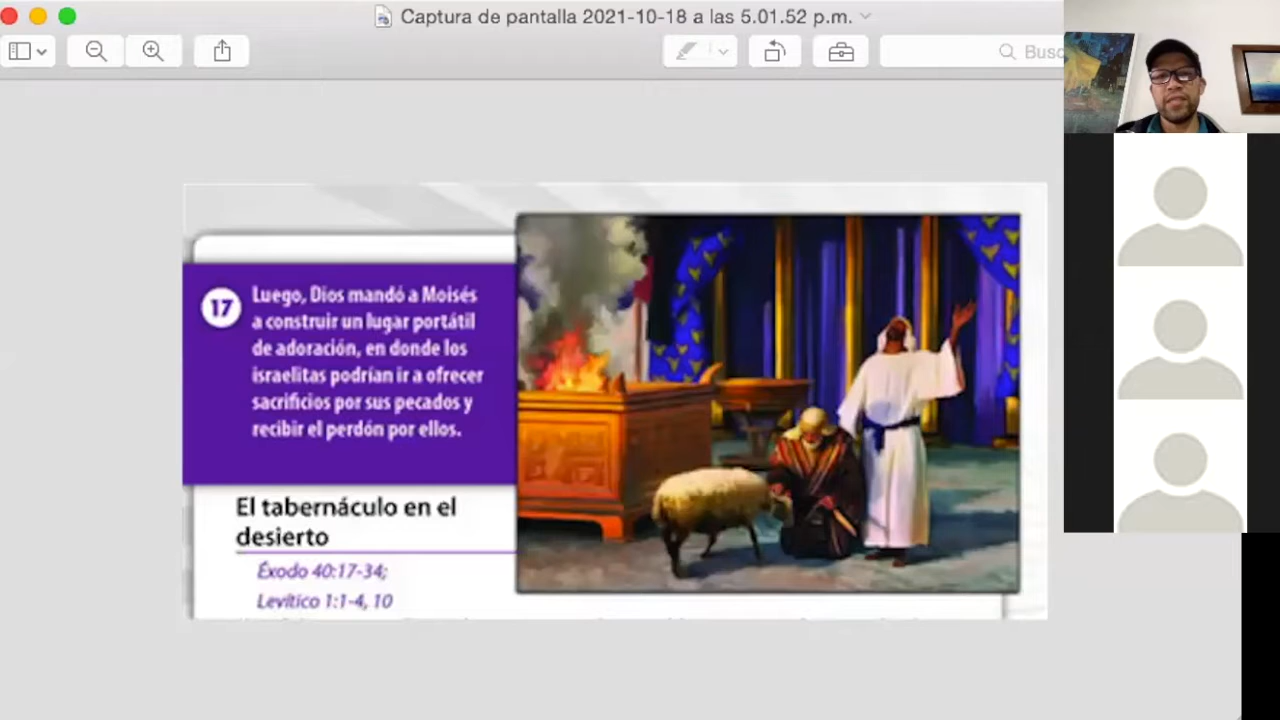 Captura de pantalla 2021-10-18 a las 5.01.52 p.m.
Busc
17
Luego, Dios mandó a Moisés
a construir un lugar portátil
de adoración, en donde los
israelitas podrían ir a ofrecer
sacrificios por sus pecados y
recibir el perdón por ellos.
El tabernáculo en el
desierto
Éxodo 40:17-34;
Levítico 1:1-4, 10